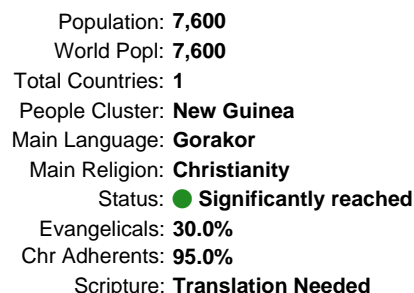 Population: 7,600
World Popl: 7,600
Total Countries: 1
People Cluster: New Guinea
Main Language: Gorakor
Main Religion: Christianity
Status: Significantly reached
Evangelicals: 30.0%
Chr Adherents: 95.0%
Scripture: Translation Needed